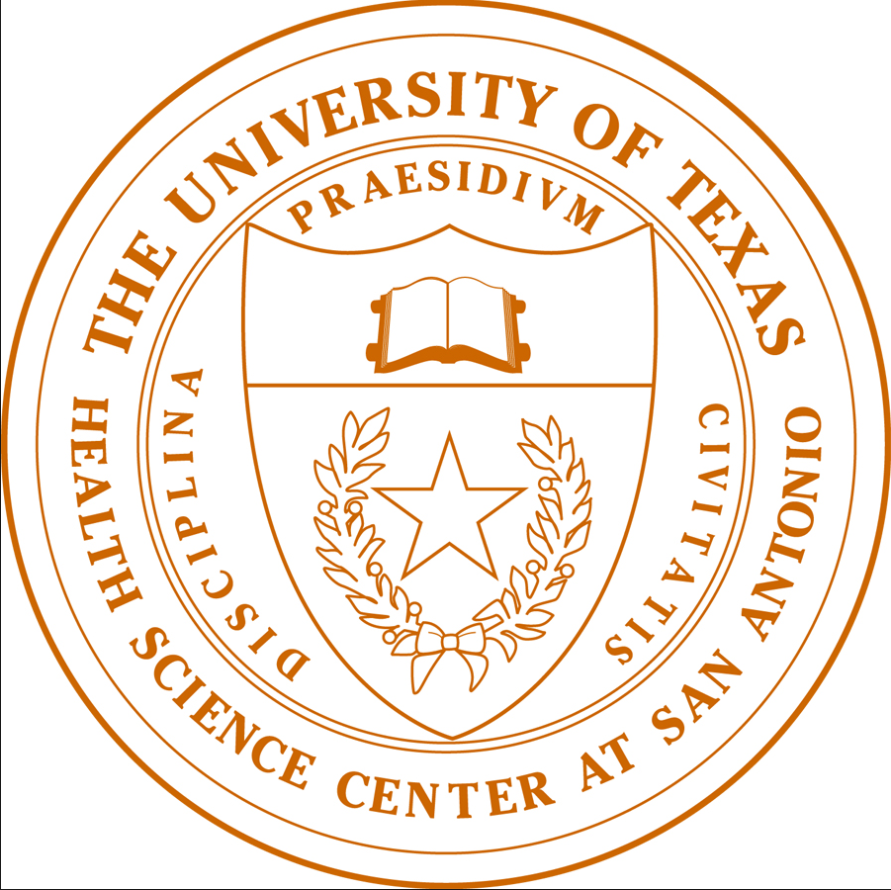 THE UNIVERSITY OF TEXAS
HEALTH SCIENCE CENTER AT SAN ANTONIO
DISCIPLINA
PRAESIDIVM
CIVITATIS